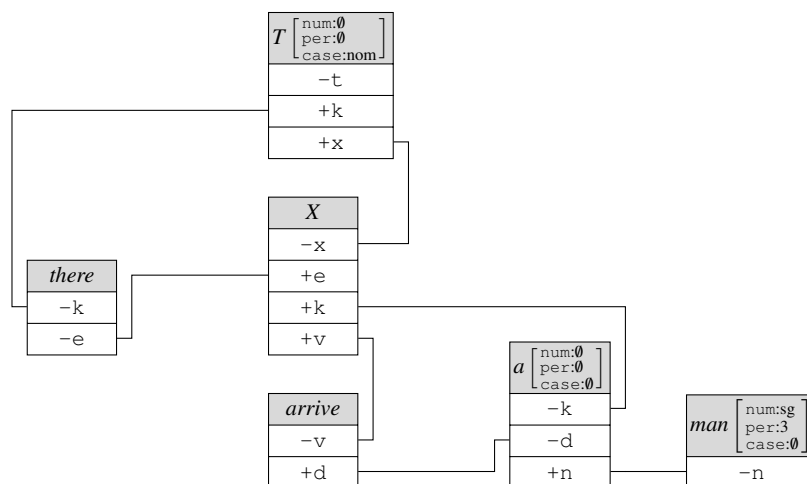 T [num:∅
per:∅
case:nom]
−t
+k
+x
X
−x
+e
+k
+v
there
−k
−e
arrive
−v
+d
a [num:∅
per:∅
case:∅]
−k
−d
+n
man [num:sg
per:3
case:∅]
−n